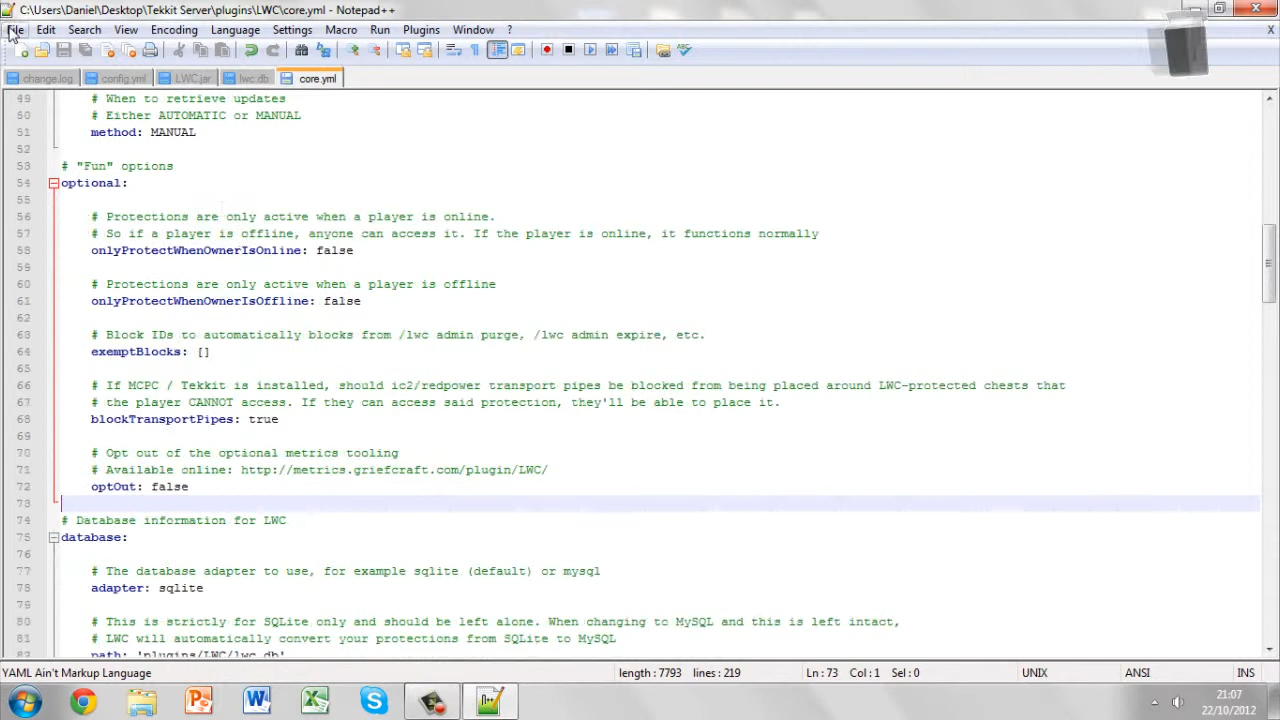 C:\Users\Daniel\Desktop\Tekkit Server\plugins\LWC\core.yml - Notepad++
File Edit Search View Encoding Language Settings Macro Run Plugins Window ? X
change.log config.yml LWC.jar lwc.db core.yml
49 # When to retrieve updates
50 # Either AUTOMATIC or MANUAL
51 method: MANUAL
52
53 # "Fun" options
54 optional:
55
56 # Protections are only active when a player is online.
57 # So if a player is offline, anyone can access it. If the player is online, it functions normally
58 onlyProtectWhenOwnerIsOnline: false
59
60 # Protections are only active when a player is offline
61 onlyProtectWhenOwnerIsOffline: false
62
63 # Block IDs to automatically blocks from /lwc admin purge, /lwc admin expire, etc.
64 exemptBlocks: []
65
66 # If MCPC / Tekkit is installed, should ic2/redpower transport pipes be blocked from being placed around LWC-protected chests that
67 # the player CANNOT access. If they can access said protection, they'll be able to place it.
68 blockTransportPipes: true
69
70 # Opt out of the optional metrics tooling
71 # Available online: http://metrics.griefcraft.com/plugin/LWC/
72 optOut: false
73
74 # Database information for LWC
75 database:
76
77 # The database adapter to use, for example sqlite (default) or mysql
78 adapter: sqlite
79
80 # This is strictly for SQLite only and should be left alone. When changing to MySQL and this is left intact,
81 # LWC will automatically convert your protections from SQLite to MySQL
path: 'plugins/LWC/lwc.db'
YAML Ain't Markup Language length : 7793 lines : 219 Ln : 73 Col : 1 Sel : 0 UNIX ANSI INS
21:07
22/10/2012